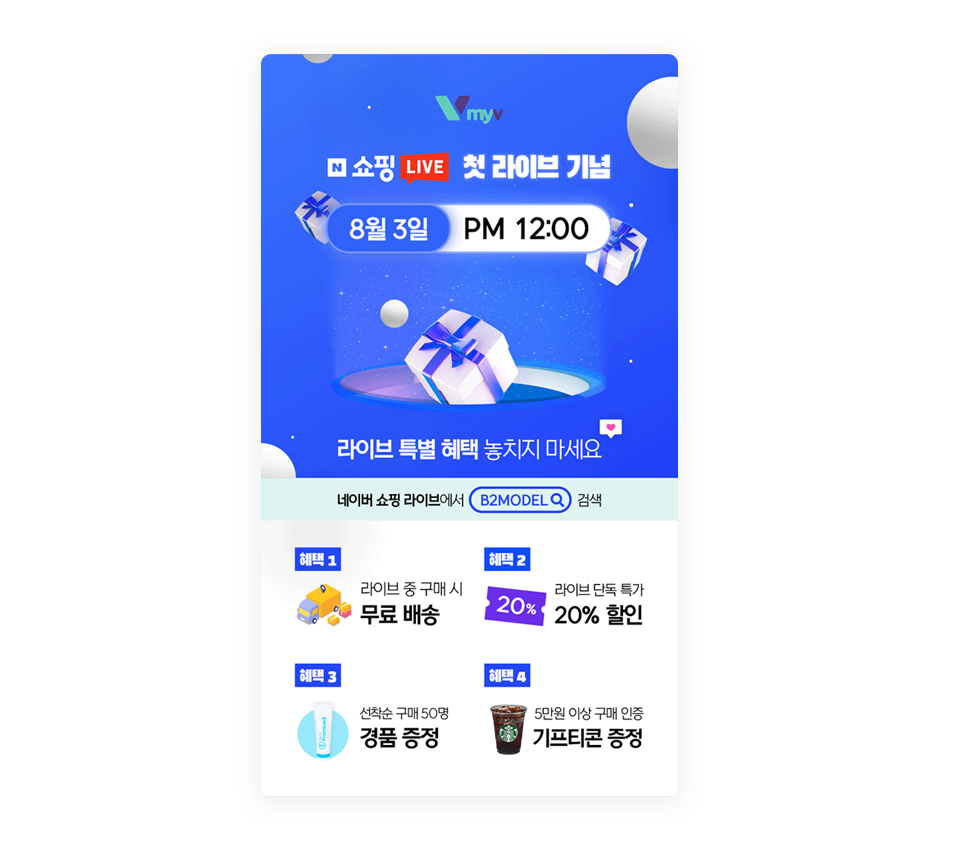 myv
N 쇼핑 LIVE 첫 라이브 기념
8월 3일 PM 12:00
라이브 특별 혜택 놓치지 마세요
네이버 쇼핑 라이브에서 B2MODEL 검색
혜택 1
라이브 중 구매 시
무료 배송
혜택 2
20%
라이브 단독 특가
20% 할인
혜택 3
선착순 구매 50명
경품 증정
혜택 4
5만원 이상 구매 인증
기프티콘 증정